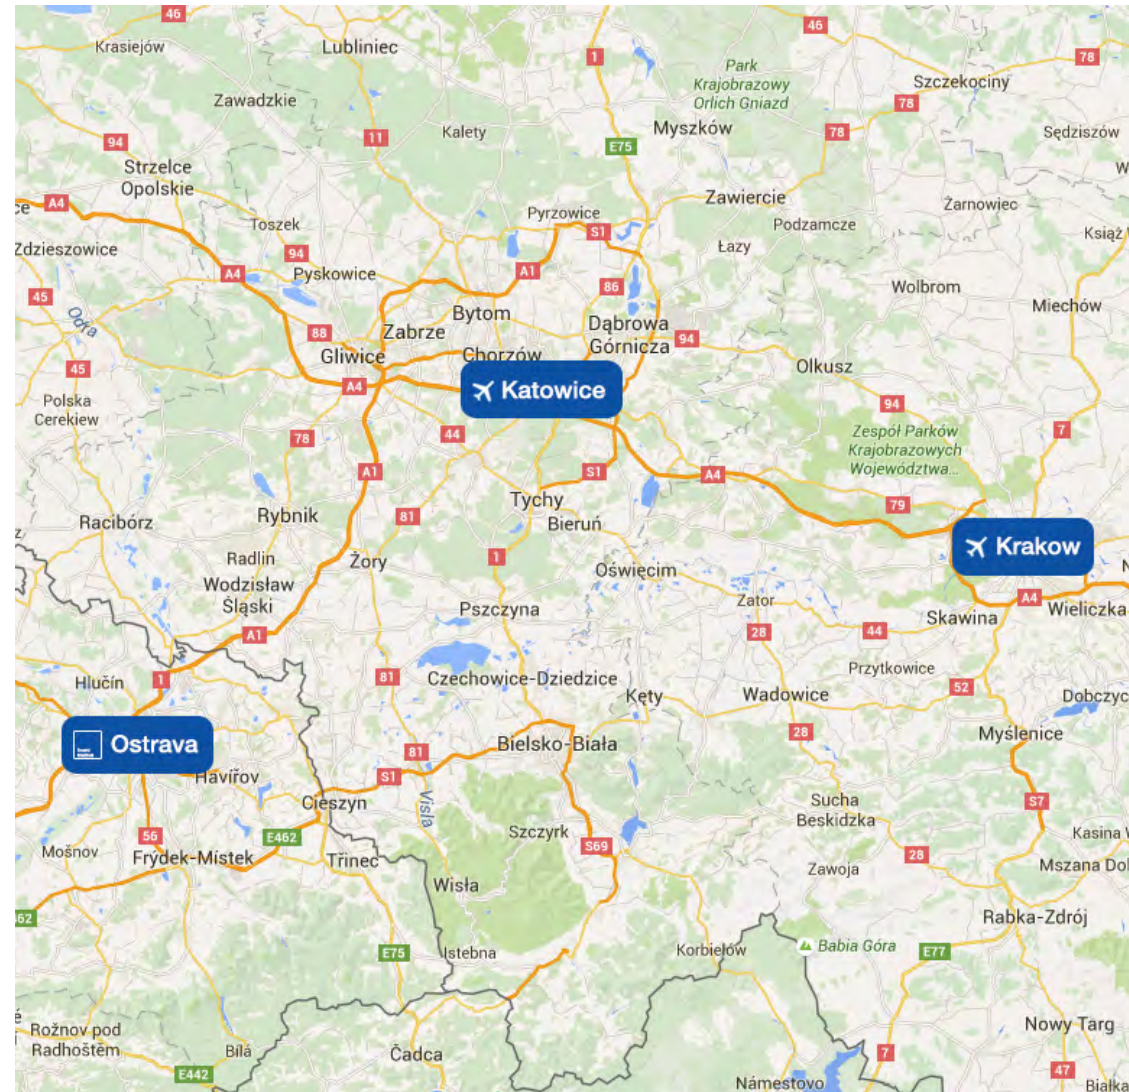 46
46
Krasiejów
Lubliniec
1
78
Park
Krajobrazowy
Orlich Gniazd
Szczekociny
Zawadzkie
78
Kalety
Myszków
78
Sędziszów
94
11
E75
Strzelce
Opolskie
W
ce
A4
Zawiercie
Żarnowiec
Toszek
Pyrzowice
S1
Podzamcze
Książ W
Zdzieszowice
94
Łazy
A4
Pyskowice
A1
86
Wolbrom
45
Miechów
Odra
Bytom
88
Zabrze
Dąbrowa
Górnicza
94
Gliwice
Chorzów
Olkusz
45
A4
Katowice
Polska
Cerekiew
94
78
44
Zespół Parków
Krajobrazowych
Województwa...
7
A1
S1
A4
Tychy
79
Racibórz
Rybnik
81
Bieruń
z
Krakow
Radlin
Żory
1
Oświęcim
N
Wodzisław
Śląski
Zator
A4
Pszczyna
Skawina
Wieliczka
A1
28
44
Przytkowice
Hlučín
1
81
Czechowice-Dziedzice
52
Kęty
Wadowice
Dobczyc
Ostrava
28
Myślenice
81
Bielsko-Biała
Havířov
S1
Cieszyn
Visla
Sucha
Beskidzka
S7
56
E462
Szczyrk
S69
Kasina W
Mošnov
Frýdek-Místek
Třinec
28
Zawoja
Mszana Dol
Wisła
462
Rabka-Zdrój
E75
Istebna
Korbielów
Babia Góra
E77
Rožnov pod
Radhoštěm
Bílá
Čadca
Nowy Targ
7
E442
Námestovo
47
Białka